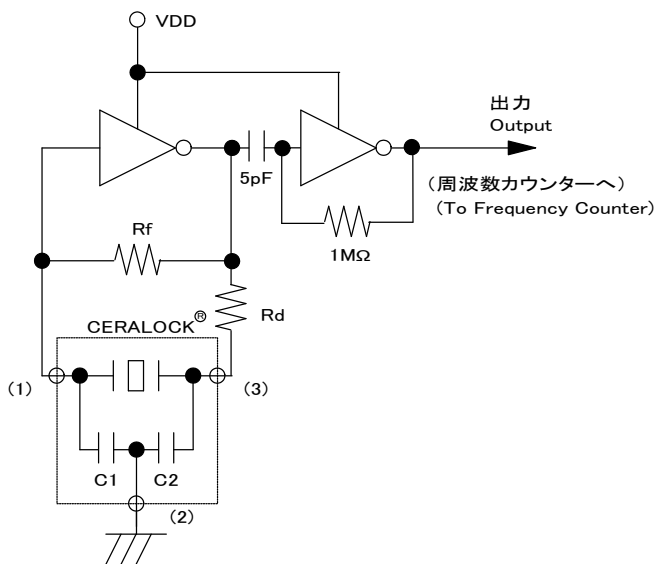 VDD
出力
Output
5pF
(周波数カウンターへ)
(To Frequency Counter)
Rf
1MΩ
Rd
CERALOCK®
(1)
(3)
C1
C2
(2)